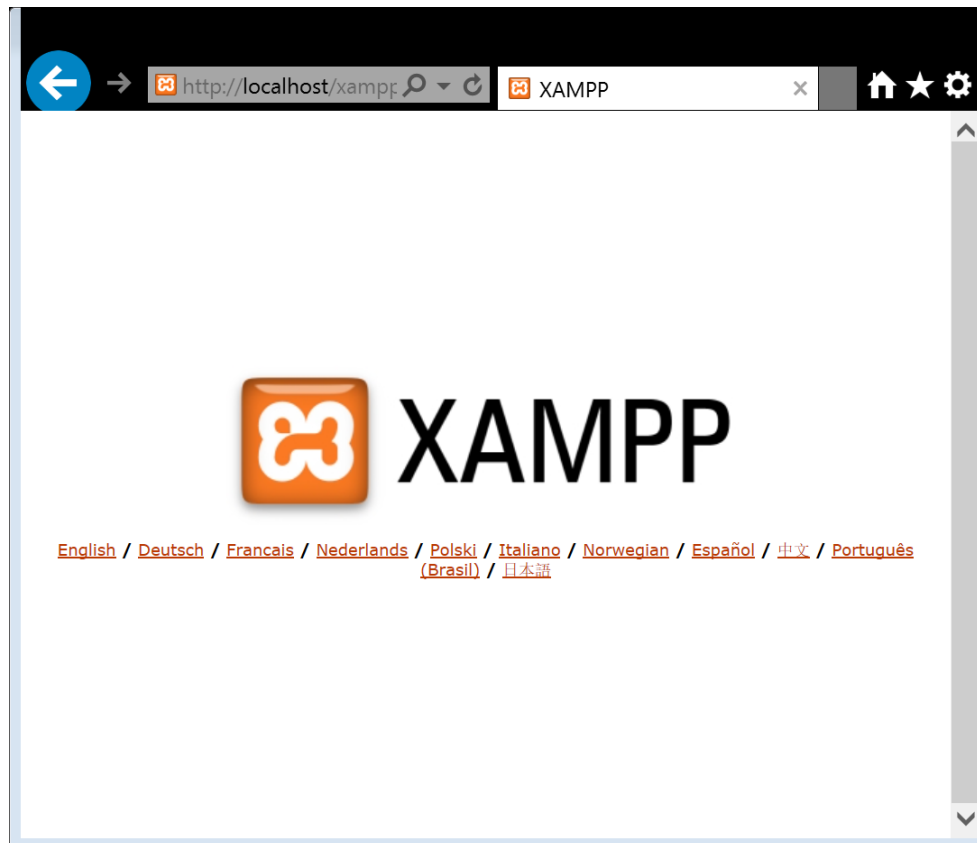 http://localhost/xampp
XAMPP
XAMPP
English / Deutsch / Francais / Nederlands / Polski / Italiano / Norwegian / Español / 中文 / Português
(Brasil) / 日本語